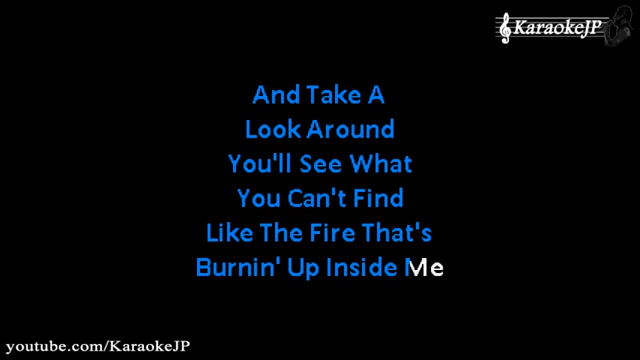 KaraokeJP
And Take A
Look Around
You'll See What
You Can't Find
Like The Fire That's
Burnin' Up Inside Me
youtube.com/KaraokeJP